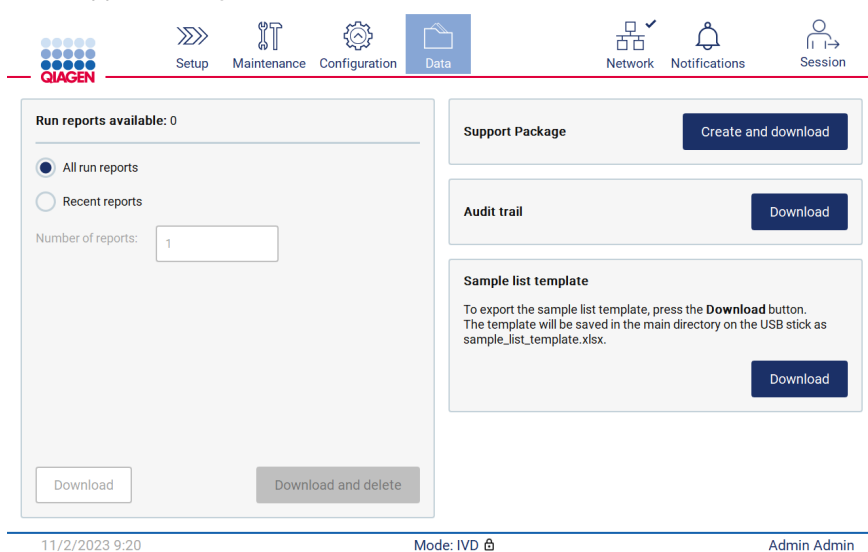 QIAGEN
Setup
Maintenance
Configuration
Data
Network
Notifications
Session
Run reports available: 0
All run reports
Recent reports
Number of reports:
1
Download
Download and delete
Support Package
Create and download
Audit trail
Download
Sample list template
To export the sample list template, press the Download button.
The template will be saved in the main directory on the USB stick as
sample_list_template.xlsx.
Download
11/2/2023 9:20
Mode: IVD
Admin Admin